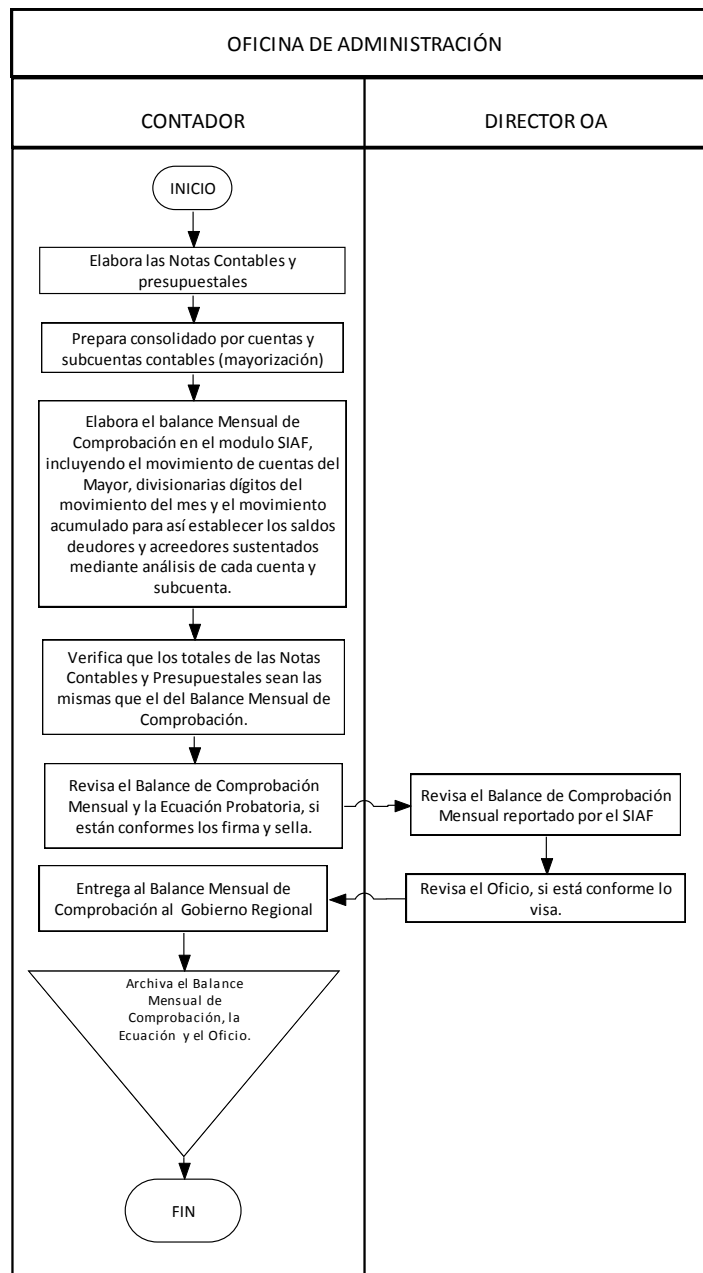 OFICINA DE ADMINISTRACIÓN
CONTADOR
DIRECTOR OA
INICIO
Elabora las Notas Contables y
presupuestales
Prepara consolidado por cuentas y
subcuentas contables (mayorización)
Elabora el balance Mensual de
Comprobación en el modulo SIAF,
incluyendo el movimiento de cuentas del
Mayor, divisionarias dígitos del
movimiento del mes y el movimiento
acumulado para así establecer los saldos
deudores y acreedores sustentados
mediante análisis de cada cuenta y
subcuenta.
Verifica que los totales de las Notas
Contables y Presupuestales sean las
mismas que el del Balance Mensual de
Comprobación.
Revisa el Balance de Comprobación
Mensual y la Ecuación Probatoria, si
están conformes los firma y sella.
Revisa el Balance de Comprobación
Mensual reportado por el SIAF
Revisa el Oficio, si está conforme lo
visa.
Entrega al Balance Mensual de
Comprobación al Gobierno Regional
Archiva el Balance
Mensual de
Comprobación, la
Ecuación y el Oficio.
FIN